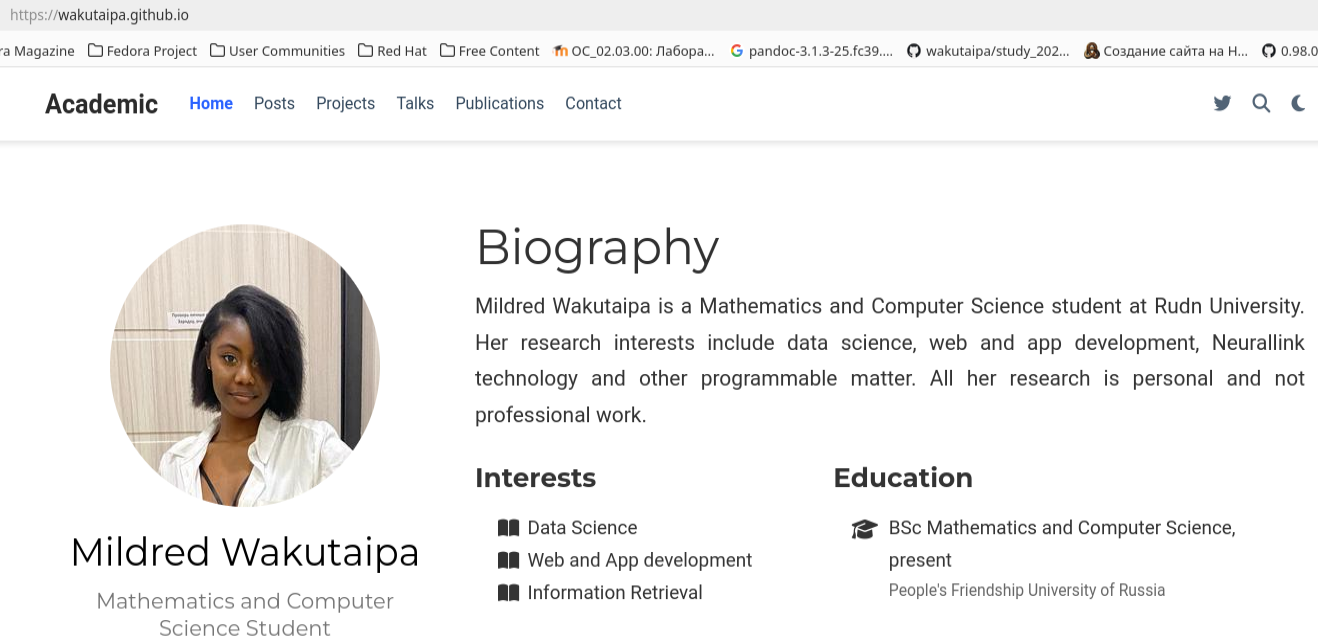 https://wakutaipa.github.io
ra Magazine Fedora Project User Communities Red Hat Free Content ОС_02.03.00: Лабора... pandoc-3.1.3-25.fc39.... wakutaipa/study_202... Создание сайта на H... 0.98.0
Academic Home Posts Projects Talks Publications Contact
Biography
Mildred Wakutaipa is a Mathematics and Computer Science student at Rudn University.
Her research interests include data science, web and app development, Neurallink
technology and other programmable matter. All her research is personal and not
professional work.
Interests
Data Science
Web and App development
Information Retrieval
Education
BSc Mathematics and Computer Science,
present
People's Friendship University of Russia
Mildred Wakutaipa
Mathematics and Computer
Science Student